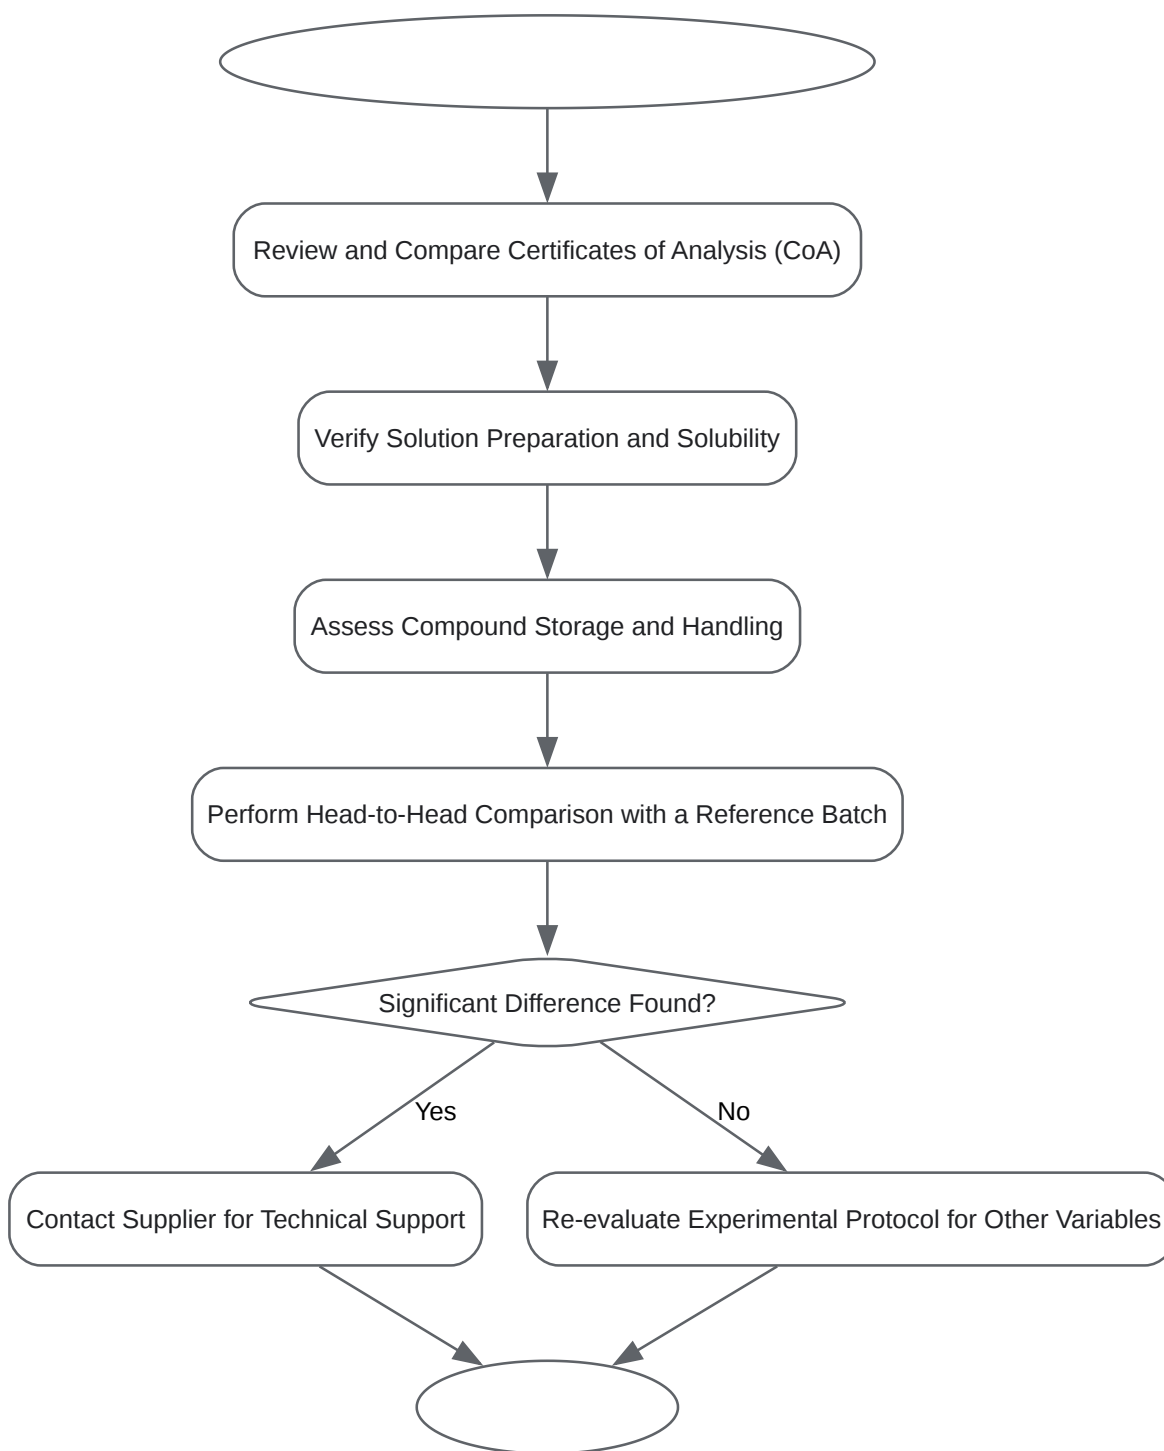 Review and Compare Certificates of Analysis (CoA)
Verify Solution Preparation and Solubility
Assess Compound Storage and Handling
Perform Head-to-Head Comparison with a Reference Batch
Significant Difference Found?
Yes
No
Contact Supplier for Technical Support
Re-evaluate Experimental Protocol for Other Variables